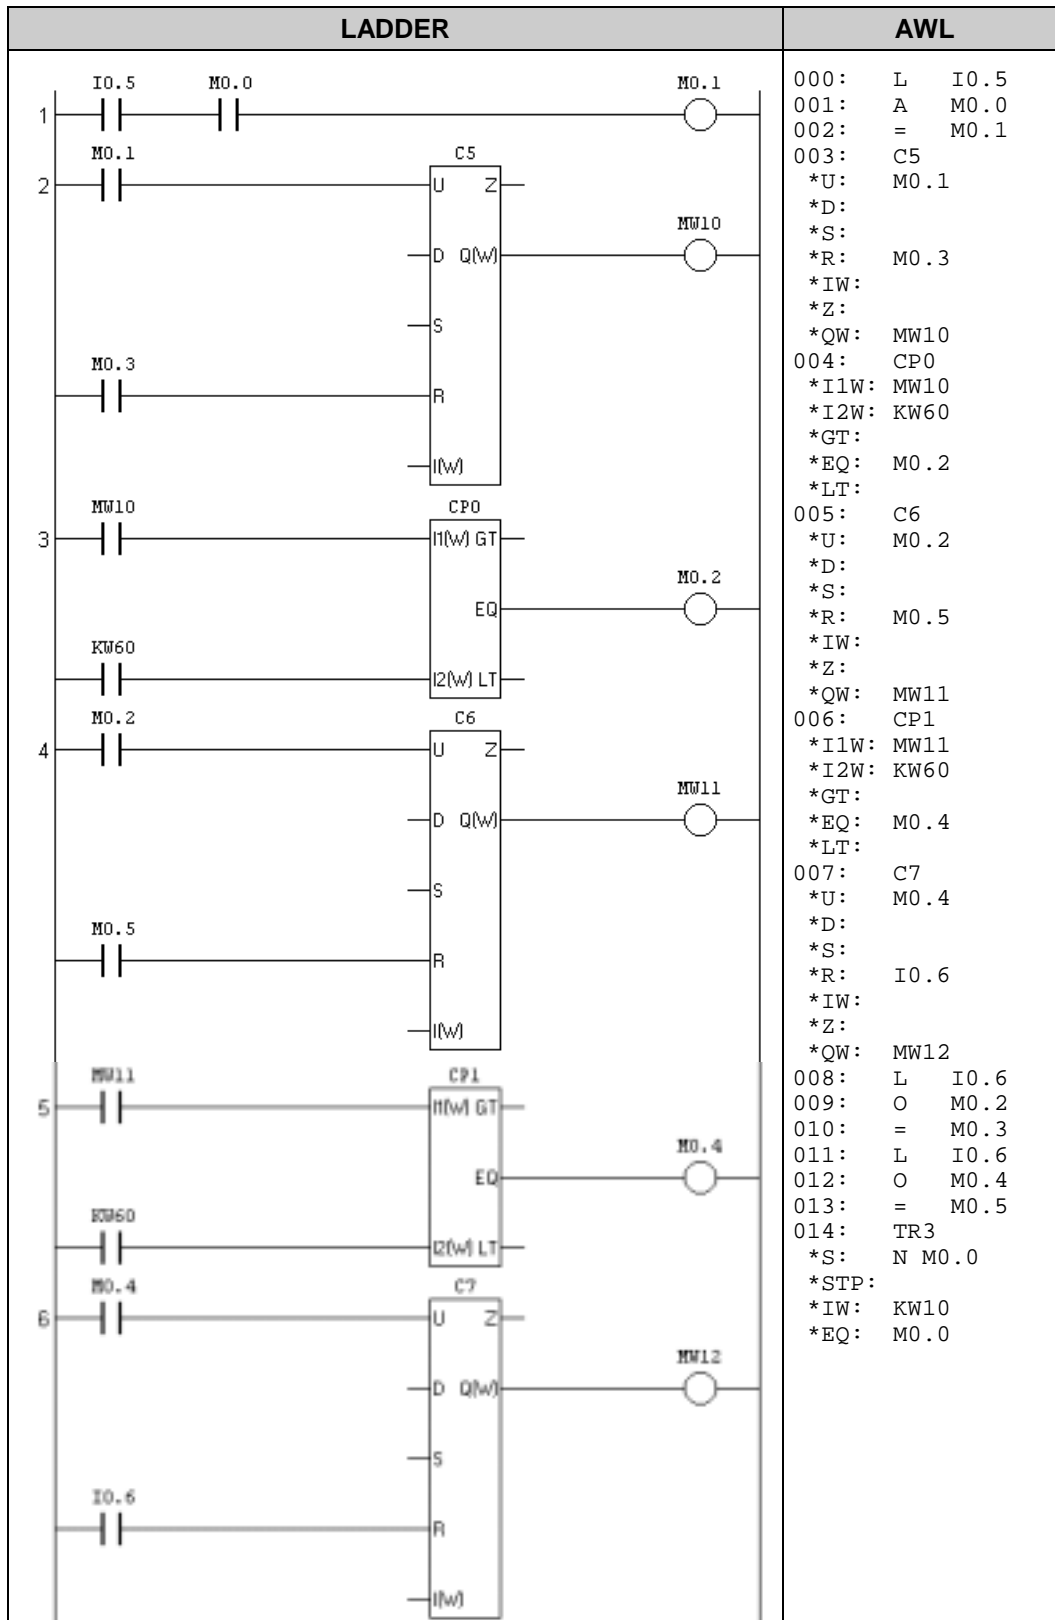 LADDER
I0.5 M0.0 M0.1
1
M0.1 C5
2 U Z
MW10
D Q(W)
S
M0.3
R
I(W)
MW10 CP0
3 I1(W) GT
M0.2
EQ
KW60
I2(W) LT
M0.2 C6
4 U Z
MW11
D Q(W)
S
M0.5
R
I(W)
MW11 CP1
5 I1(W) GT
M0.4
EQ
KW60
I2(W) LT
M0.4 C7
6 U Z
MW12
D Q(W)
S
I0.6
R
I(W)
AWL
000: L I0.5
001: A M0.0
002: = M0.1
003: C5
*U: M0.1
*D:
*S:
*R: M0.3
*IW:
*Z:
*QW: MW10
004: CP0
*I1W: MW10
*I2W: KW60
*GT:
*EQ: M0.2
*LT:
005: C6
*U: M0.2
*D:
*S:
*R: M0.5
*IW:
*Z:
*QW: MW11
006: CP1
*I1W: MW11
*I2W: KW60
*GT:
*EQ: M0.4
*LT:
007: C7
*U: M0.4
*D:
*S:
*R: I0.6
*IW:
*Z:
*QW: MW12
008: L I0.6
009: O M0.2
010: = M0.3
011: L I0.6
012: O M0.4
013: = M0.5
014: TR3
*S: N M0.0
*STP:
*IW: KW10
*EQ: M0.0